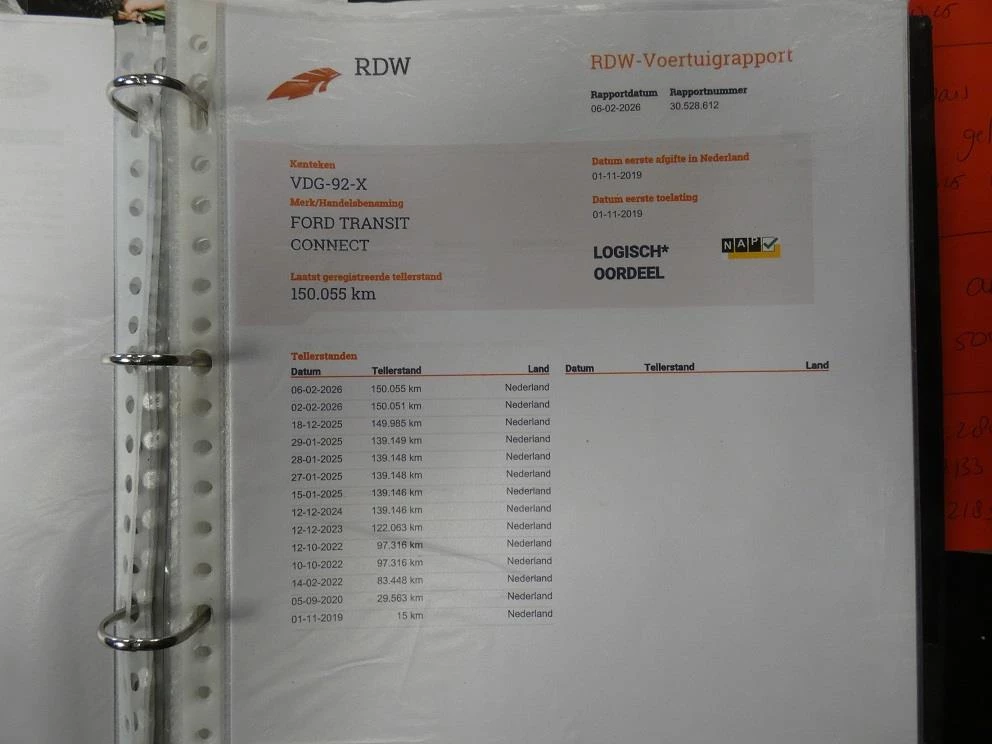 RDW
RDW-Voertuigrapport
Rapportdatum Rapportnummer
06-02-2026 30.528.612
Kenteken
VDG-92-X
Merk/Handelsbenaming
FORD TRANSIT
CONNECT
Laatst geregistreerde tellerstand
150.055 km
Datum eerste afgifte in Nederland
01-11-2019
Datum eerste toelating
01-11-2019
LOGISCH*
OORDEEL
NAP
Tellerstanden
Datum Tellerstand Land Datum Tellerstand Land
06-02-2026 150.055 km Nederland
02-02-2026 150.051 km Nederland
18-12-2025 149.985 km Nederland
29-01-2025 139.149 km Nederland
28-01-2025 139.148 km Nederland
27-01-2025 139.148 km Nederland
15-01-2025 139.146 km Nederland
12-12-2024 139.146 km Nederland
12-12-2023 122.063 km Nederland
12-10-2022 97.316 km Nederland
10-10-2022 97.316 km Nederland
14-02-2022 83.448 km Nederland
05-09-2020 29.563 km Nederland
01-11-2019 15 km Nederland